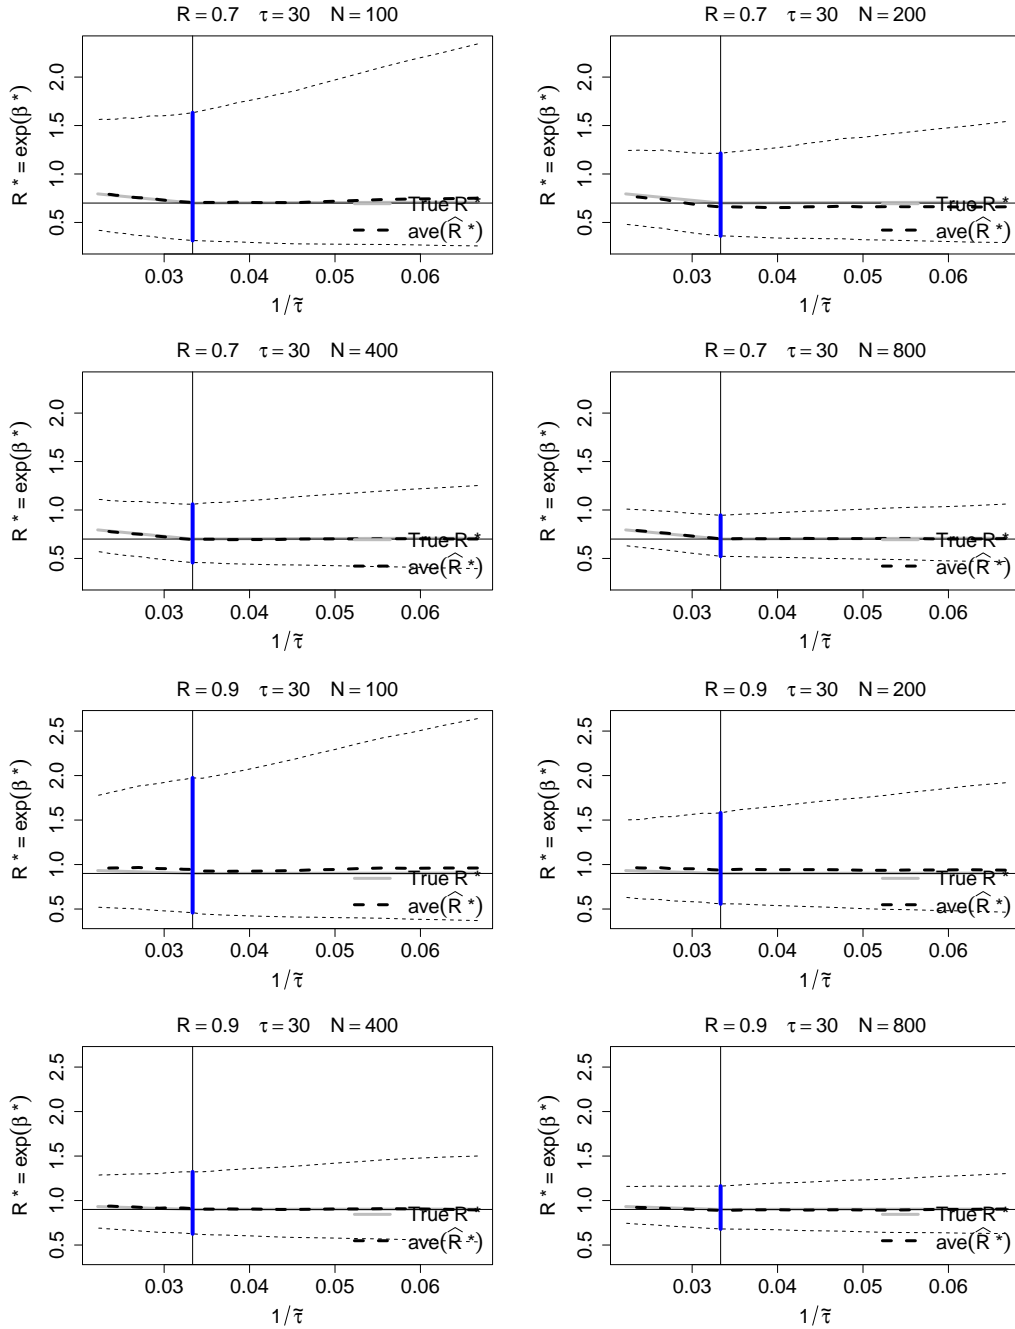 R = 0.7 τ = 30 N = 100
R* = exp(β*)
0.5 1.0 1.5 2.0
True R*
ave(R̂*)
0.03 0.04 0.05 0.06
1/τ̃
R = 0.7 τ = 30 N = 200
R* = exp(β*)
0.5 1.0 1.5 2.0
True R*
ave(R̂*)
0.03 0.04 0.05 0.06
1/τ̃
R = 0.7 τ = 30 N = 400
R* = exp(β*)
0.5 1.0 1.5 2.0
True R*
ave(R̂*)
0.03 0.04 0.05 0.06
1/τ̃
R = 0.7 τ = 30 N = 800
R* = exp(β*)
0.5 1.0 1.5 2.0
True R*
ave(R̂*)
0.03 0.04 0.05 0.06
1/τ̃
R = 0.9 τ = 30 N = 100
R* = exp(β*)
0.5 1.0 1.5 2.0 2.5
True R*
ave(R̂*)
0.03 0.04 0.05 0.06
1/τ̃
R = 0.9 τ = 30 N = 200
R* = exp(β*)
0.5 1.0 1.5 2.0 2.5
True R*
ave(R̂*)
0.03 0.04 0.05 0.06
1/τ̃
R = 0.9 τ = 30 N = 400
R* = exp(β*)
0.5 1.0 1.5 2.0 2.5
True R*
ave(R̂*)
0.03 0.04 0.05 0.06
1/τ̃
R = 0.9 τ = 30 N = 800
R* = exp(β*)
0.5 1.0 1.5 2.0 2.5
True R*
ave(R̂*)
0.03 0.04 0.05 0.06
1/τ̃